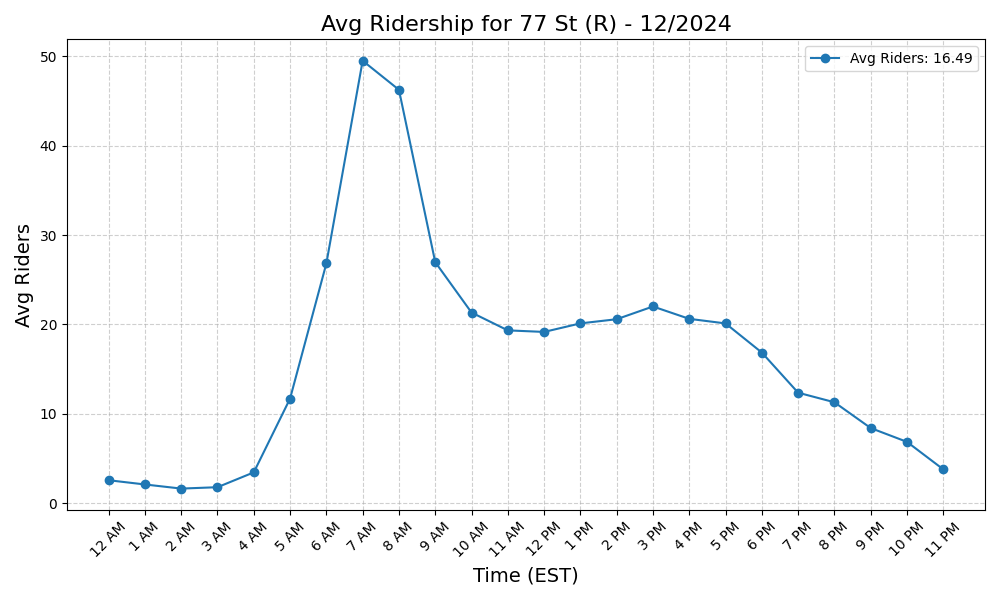 Avg Ridership for 77 St (R) - 12/2024
Avg Riders: 16.49
Avg Riders
50
40
30
20
10
0
12 AM
1 AM
2 AM
3 AM
4 AM
5 AM
6 AM
7 AM
8 AM
9 AM
10 AM
11 AM
12 PM
1 PM
2 PM
3 PM
4 PM
5 PM
6 PM
7 PM
8 PM
9 PM
10 PM
11 PM
Time (EST)